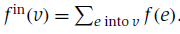 f^in(v) = ∑_{e into v} f(e).